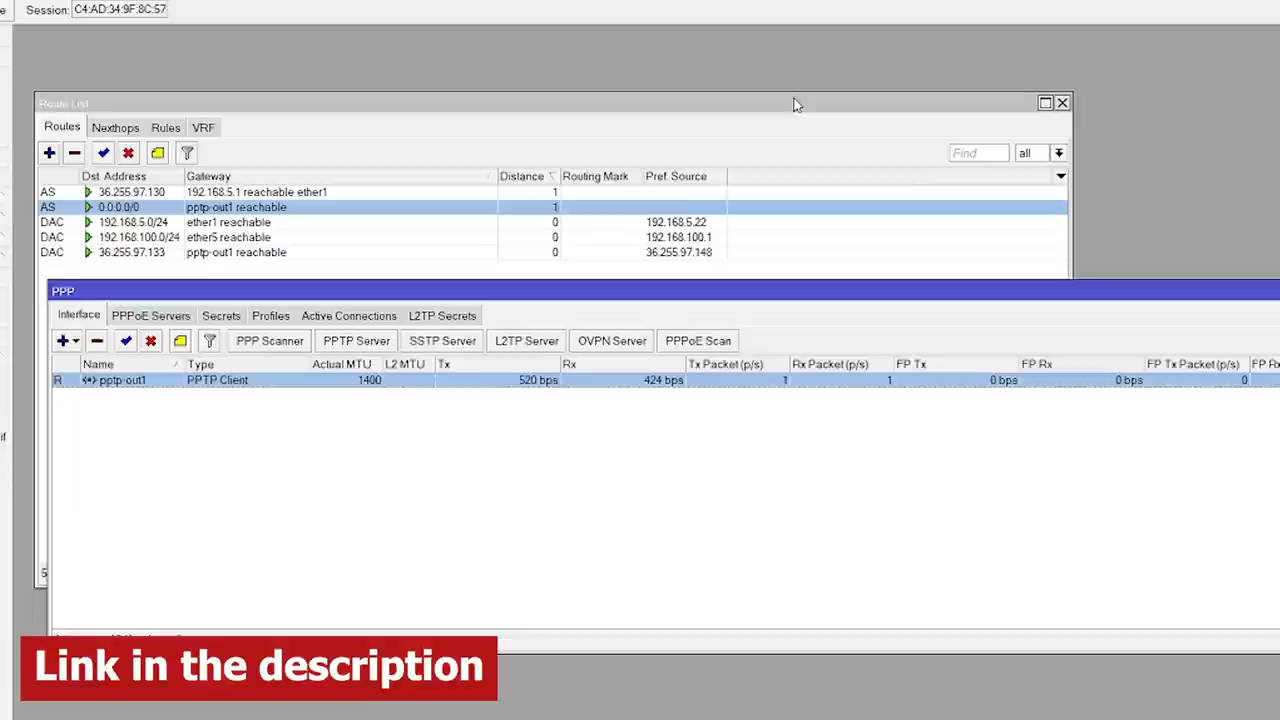 e Session: C4:AD:34:9F:8C:57
Route List
Routes Nexthops Rules VRF
Find all
Dst. Address Gateway Distance Routing Mark Pref. Source
AS 36.255.97.130 192.168.5.1 reachable ether1 1
AS 0.0.0.0/0 pptp-out1 reachable 1
DAC 192.168.5.0/24 ether1 reachable 0 192.168.5.22
DAC 192.168.100.0/24 ether5 reachable 0 192.168.100.1
DAC 36.255.97.133 pptp-out1 reachable 0 36.255.97.148
PPP
Interface PPPoE Servers Secrets Profiles Active Connections L2TP Secrets
PPP Scanner PPTP Server SSTP Server L2TP Server OVPN Server PPPoE Scan
Name Type Actual MTU L2 MTU Tx Rx Tx Packet (p/s) Rx Packet (p/s) FP Tx FP Rx FP Tx Packet (p/s) FP R
R pptp-out1 PPTP Client 1400 520 bps 424 bps 1 1 0 bps 0 bps 0
if
5
Link in the description